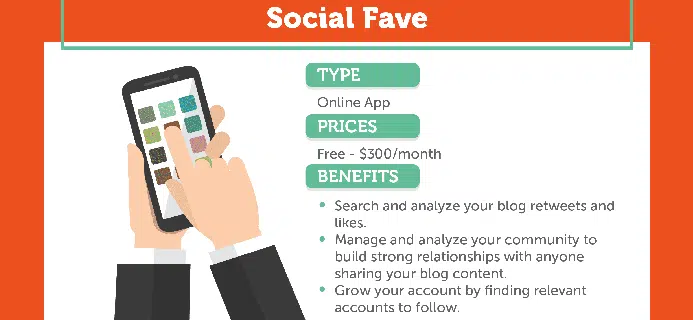 Social Fave
TYPE
Online App
PRICES
Free - $300/month
BENEFITS
• Search and analyze your blog retweets and
likes.
• Manage and analyze your community to
build strong relationships with anyone
sharing your blog content.
• Grow your account by finding relevant
accounts to follow.